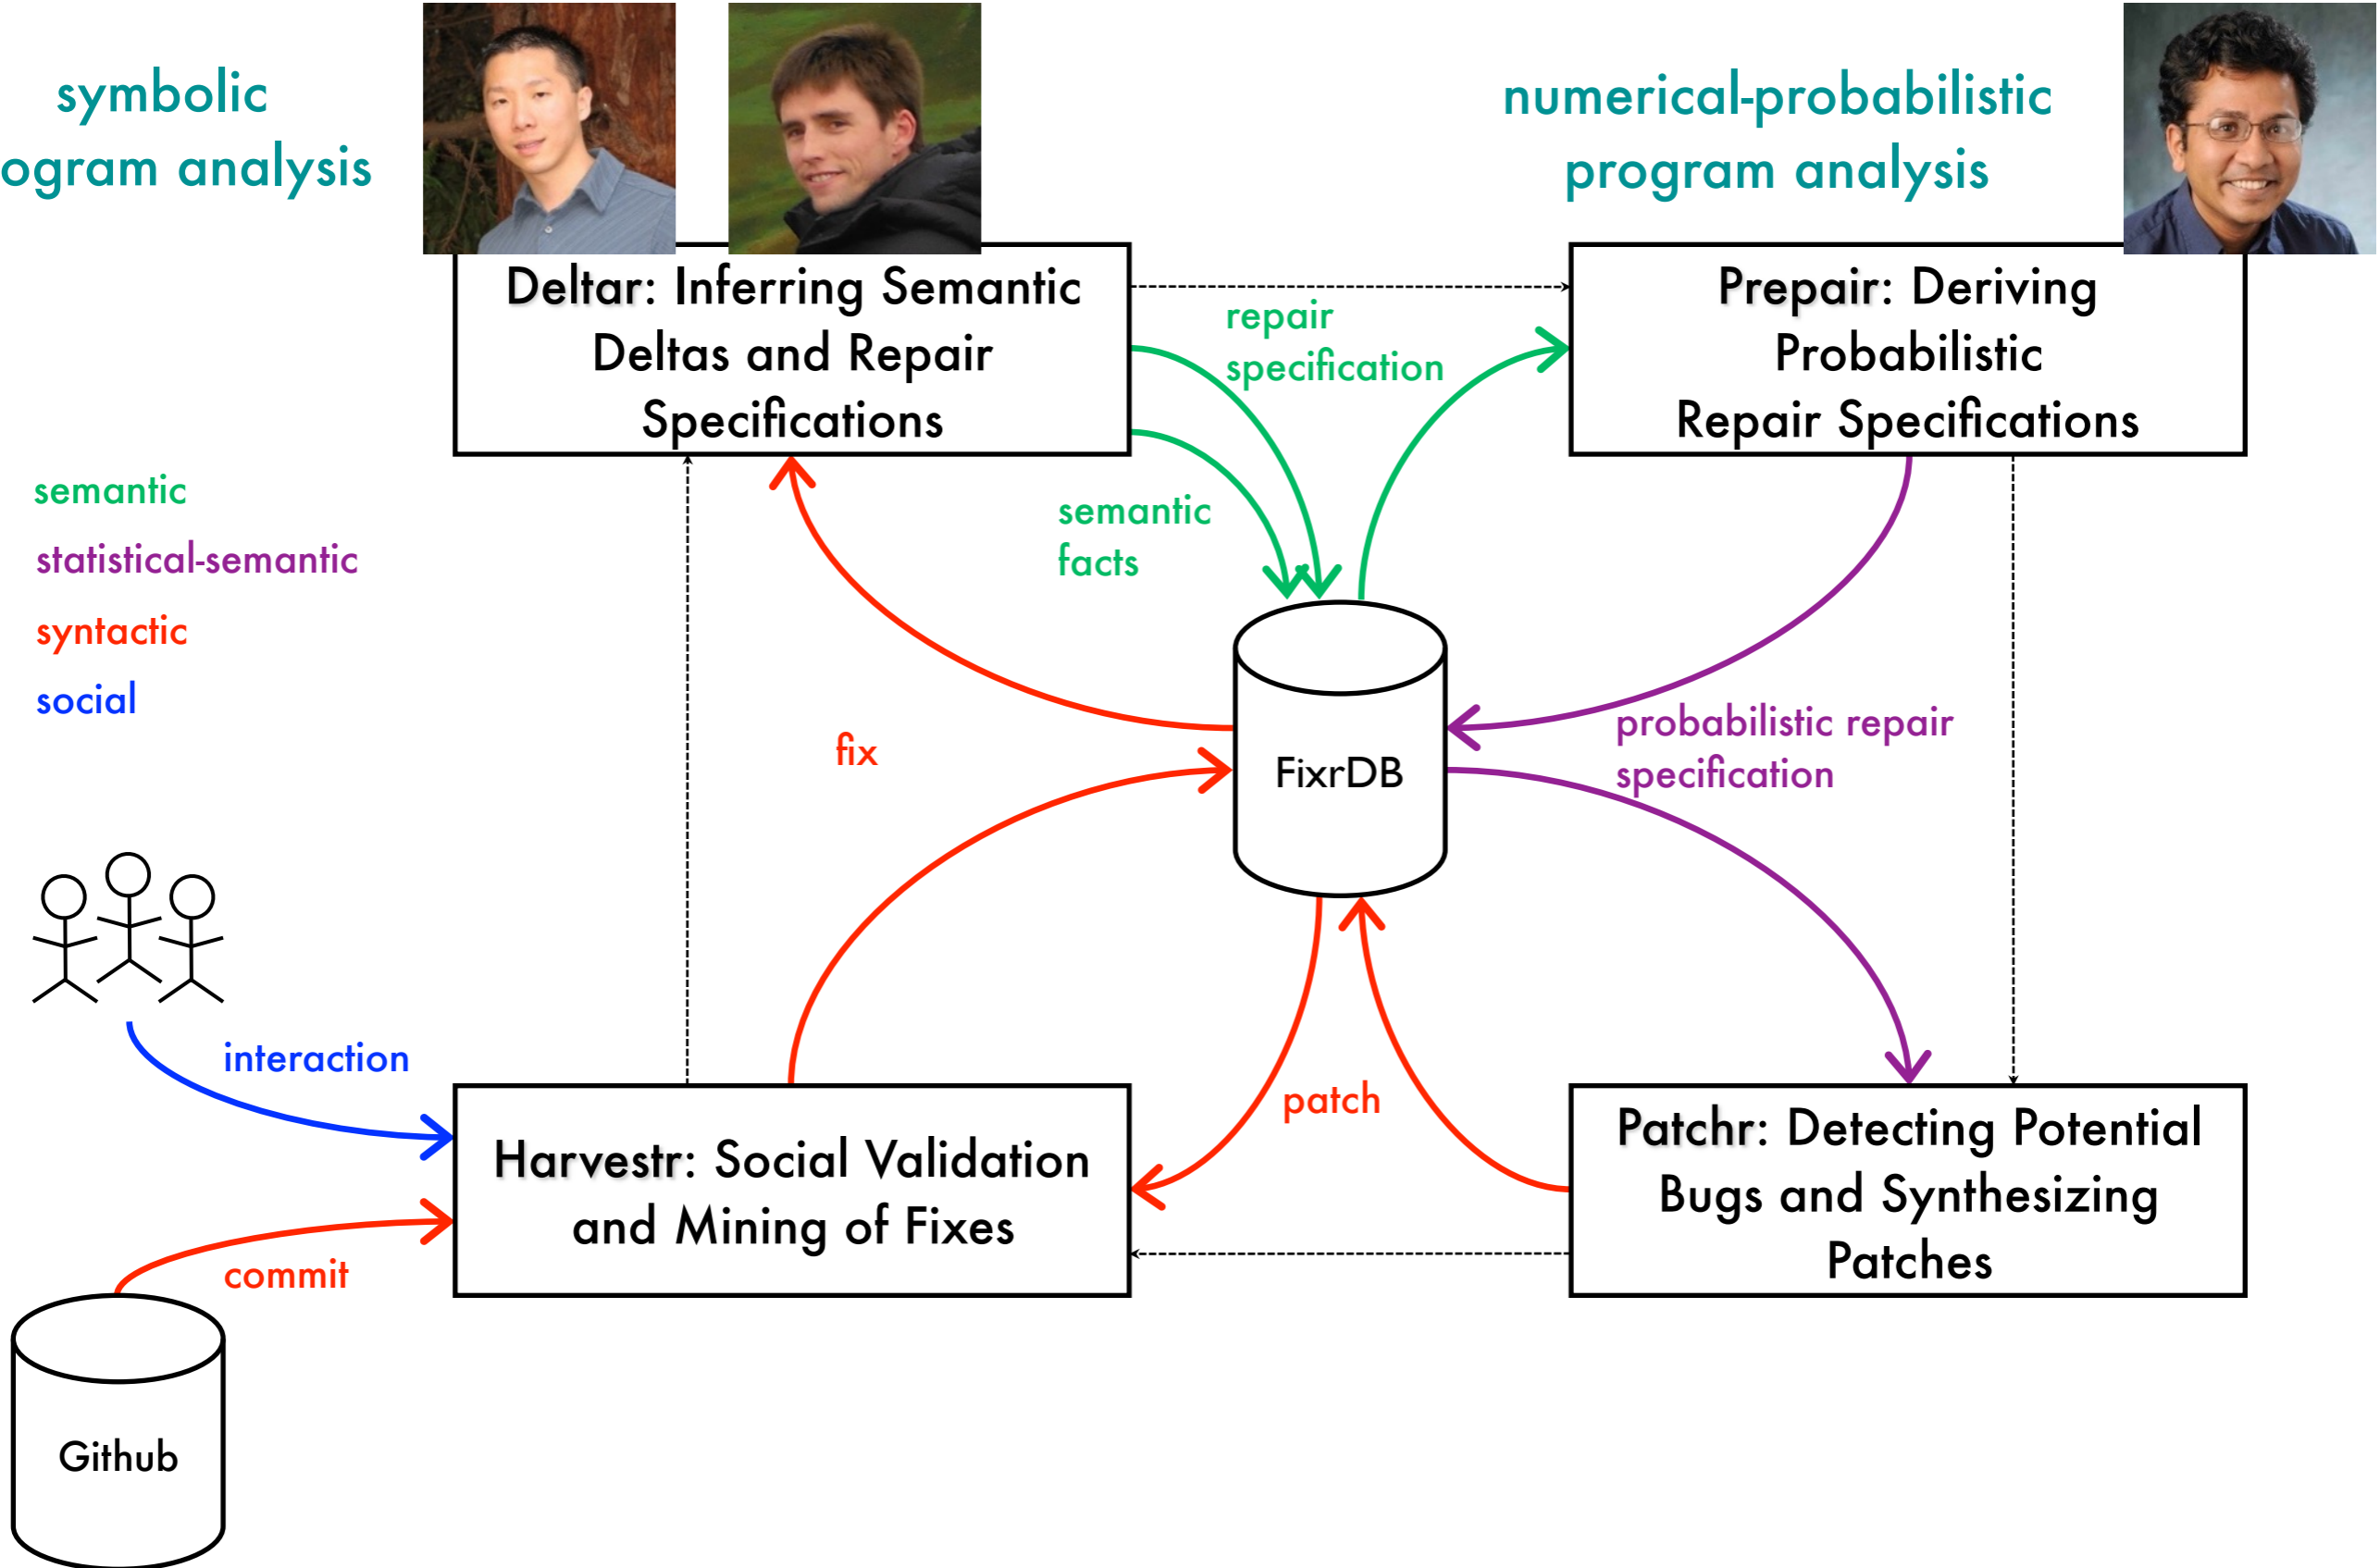 symbolic
ogram analysis
numerical-probabilistic
program analysis
Deltar: Inferring Semantic
Deltas and Repair
Specifications
repair
specification
Prepair: Deriving
Probabilistic
Repair Specifications
semantic
statistical-semantic
syntactic
social
semantic
facts
fix
FixrDB
probabilistic repair
specification
interaction
commit
Harvestr: Social Validation
and Mining of Fixes
patch
Patchr: Detecting Potential
Bugs and Synthesizing
Patches
Github